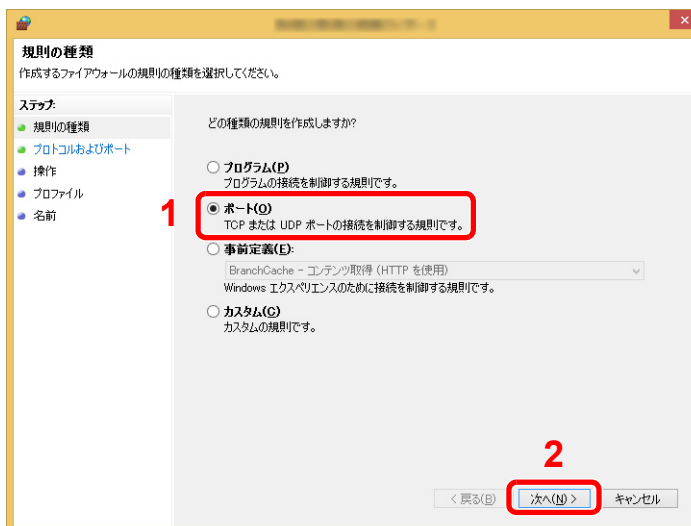 規則の種類
作成するファイアウォールの規則の種類を選択してください。
ステップ:
規則の種類
プロトコルおよびポート
操作
プロファイル
名前
どの種類の規則を作成しますか?
プログラム(P)
プログラムの接続を制御する規則です。
1
ポート(O)
TCP または UDP ポートの接続を制御する規則です。
事前定義(E):
BranchCache - コンテンツ取得 (HTTP を使用)
Windows エクスペリエンスのために接続を制御する規則です。
カスタム(C)
カスタムの規則です。
2
< 戻る(B) 次へ(N) > キャンセル